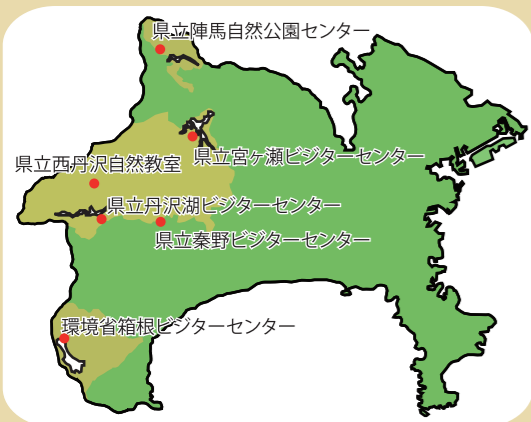 県立陣馬自然公園センター
県立宮ヶ瀬ビジターセンター
県立西丹沢自然教室
県立丹沢湖ビジターセンター
県立秦野ビジターセンター
環境省箱根ビジターセンター